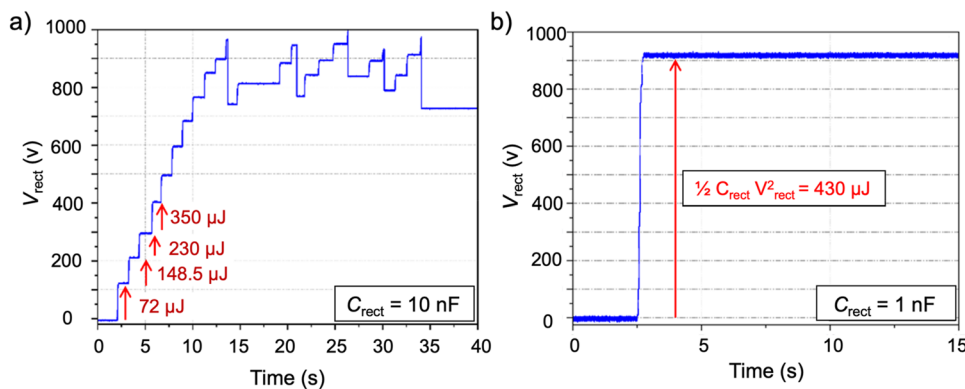 a)
1000
800
600
400
200
0
V_rect (v)
350 µJ
230 µJ
148.5 µJ
72 µJ
C_rect = 10 nF
0 5 10 15 20 25 30 35 40
Time (s)
b)
1000
800
600
400
200
0
V_rect (v)
½ C_rect V²_rect = 430 µJ
C_rect = 1 nF
0 5 10 15
Time (s)